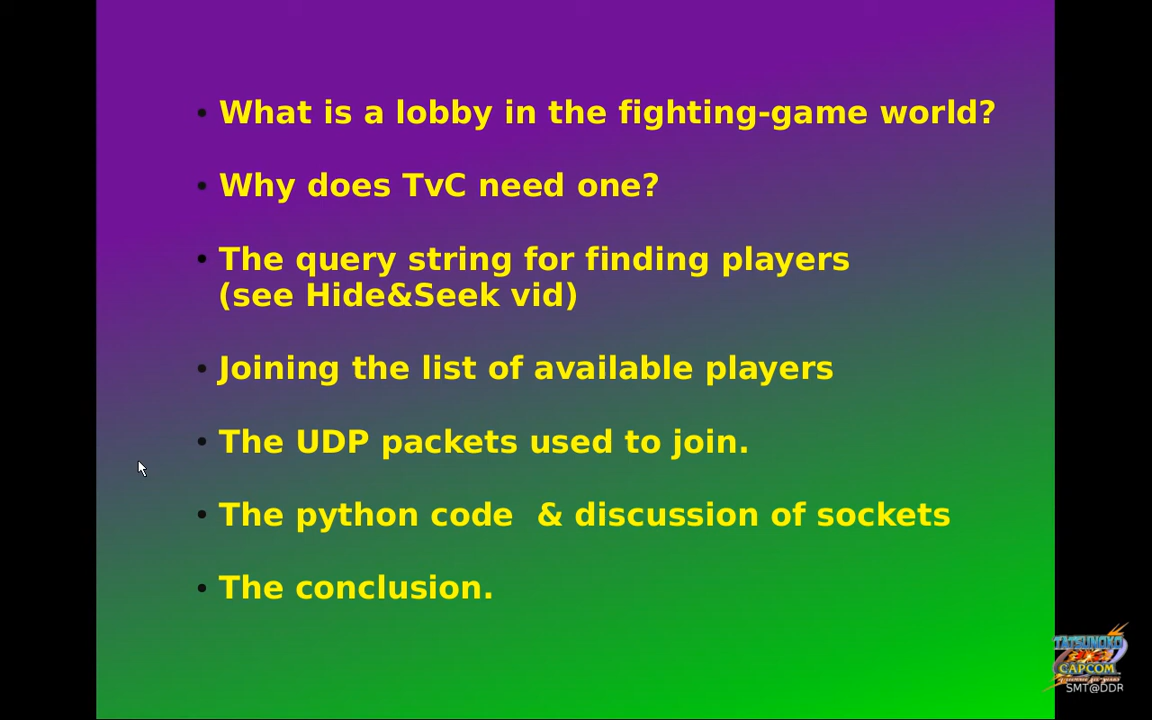 • What is a lobby in the fighting-game world?
• Why does TvC need one?
• The query string for finding players
(see Hide&Seek vid)
• Joining the list of available players
• The UDP packets used to join.
• The python code  & discussion of sockets
• The conclusion.
TATSUNOKO
CAPCOM
SMT@DDR